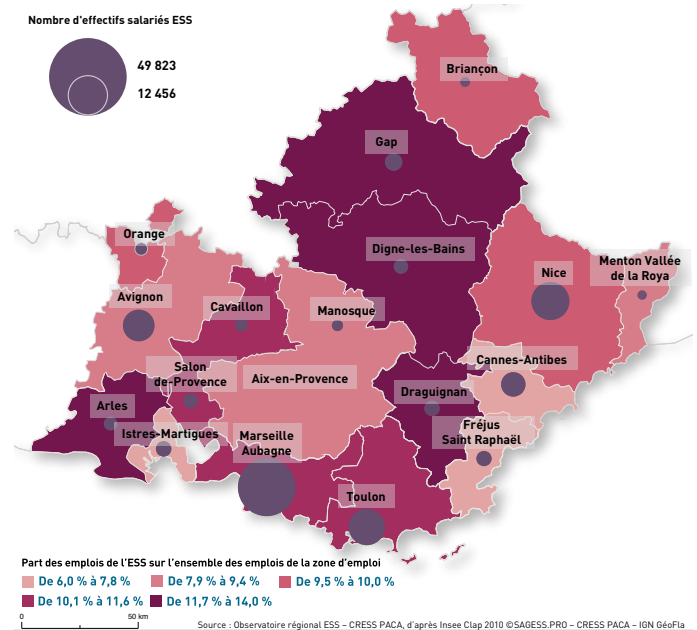 Nombre d'effectifs salariés ESS
49 823
12 456
Briançon
Gap
Orange
Digne-les-Bains
Nice
Menton Vallée
de la Roya
Avignon
Cavaillon
Manosque
Cannes-Antibes
Salon
de-Provence
Aix-en-Provence
Draguignan
Arles
Istres-Martigues
Marseille
Aubagne
Fréjus
Saint Raphaël
Toulon
Part des emplois de l'ESS sur l'ensemble des emplois de la zone d'emploi
De 6,0 % à 7,8 % De 7,9 % à 9,4 % De 9,5 % à 10,0 %
De 10,1 % à 11,6 % De 11,7 % à 14,0 %
0 50 km
Source : Observatoire régional ESS – CRESS PACA, d'après Insee Clap 2010 ©SAGESS.PRO – CRESS PACA – IGN GéoFla